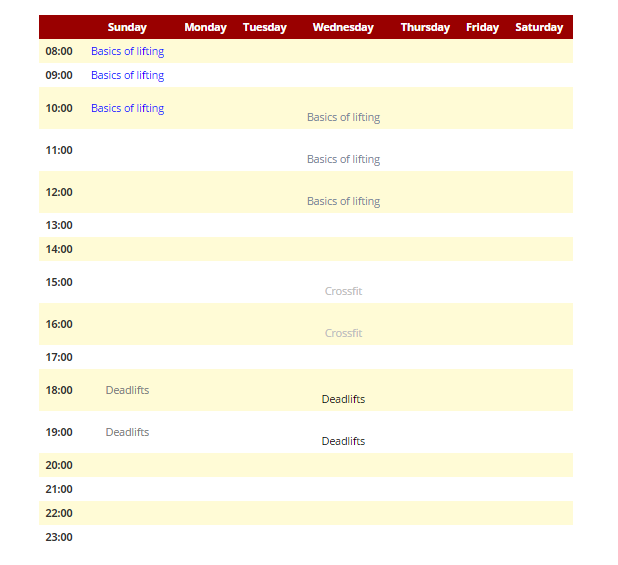 Sunday Monday Tuesday Wednesday Thursday Friday Saturday
08:00 Basics of lifting
09:00 Basics of lifting
10:00 Basics of lifting
Basics of lifting
11:00
Basics of lifting
12:00
Basics of lifting
13:00
14:00
15:00
Crossfit
16:00
Crossfit
17:00
18:00 Deadlifts
Deadlifts
19:00 Deadlifts
Deadlifts
20:00
21:00
22:00
23:00